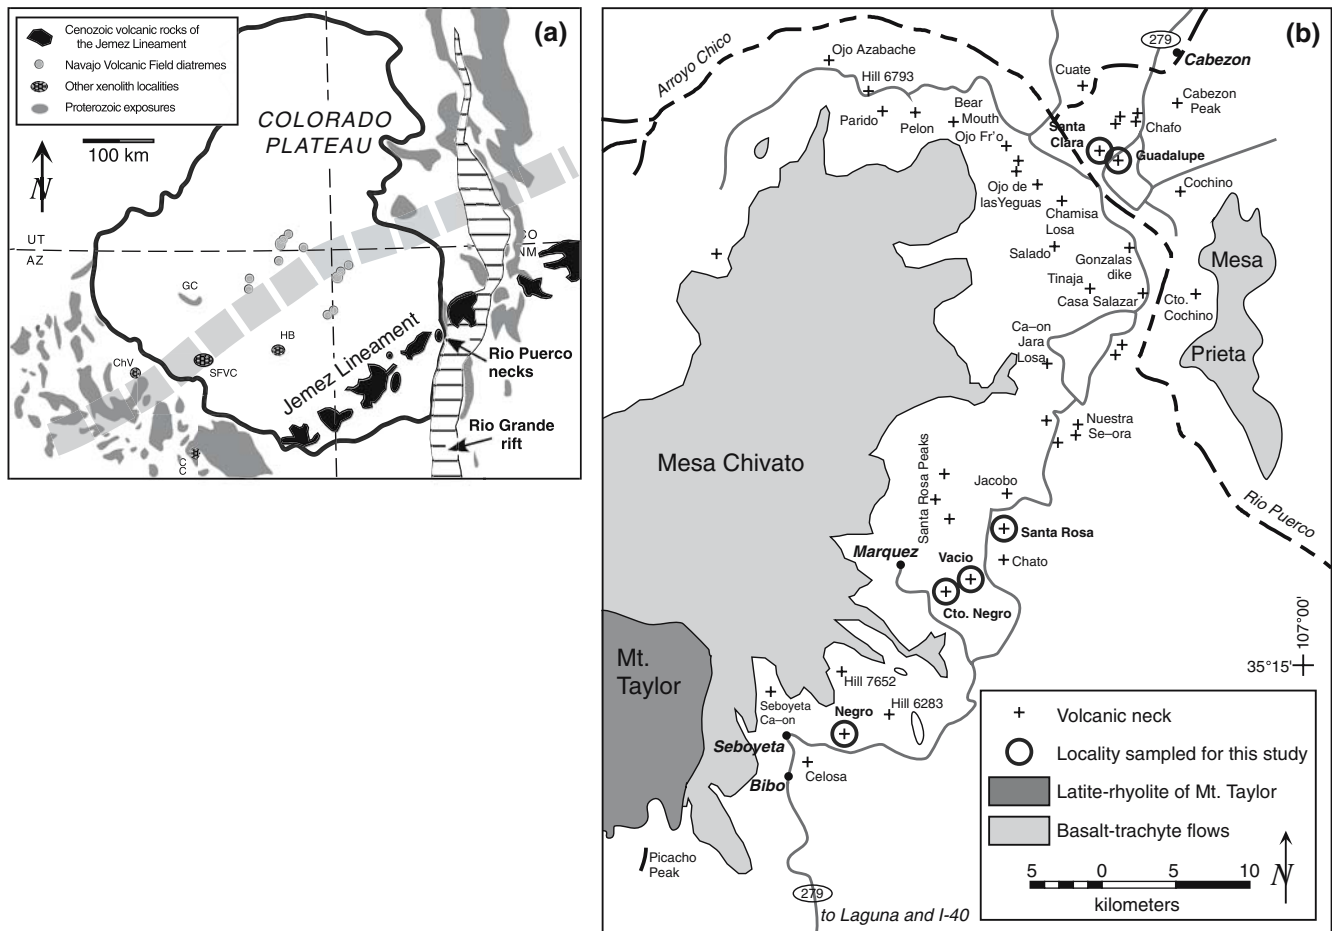 (a)
Cenozoic volcanic rocks of
the Jemez Lineament
Navajo Volcanic Field diatremes
Other xenolith localities
Proterozoic exposures
100 km
N
COLORADO
PLATEAU
UT
AZ
CO
NM
GC
HB
ChV
SFVC
C
C
Jemez Lineament
Rio Puerco
necks
Rio Grande
rift
(b)
279
Cabezon
Arroyo Chico
Ojo Azabache
Hill 6793
Cuate
Cabezon
Peak
Parido
Pelon
Bear
Mouth
Ojo Fr'o
Santa
Clara
Chafo
Guadalupe
Ojo de
lasYeguas
Cochino
Chamisa
Losa
Salado
Gonzalas
dike
Mesa
Prieta
Tinaja
Casa Salazar
Cto.
Cochino
Ca–on
Jara
Losa
Nuestra
Se–ora
Mesa Chivato
Santa Rosa Peaks
Jacobo
Rio Puerco
Santa Rosa
Marquez
Vacio
Chato
Cto. Negro
107°00'
35°15'
Mt.
Taylor
Hill 7652
Seboyeta
Ca–on
Negro
Hill 6283
Seboyeta
Celosa
Bibo
Picacho
Peak
279
to Laguna and I-40
Volcanic neck
Locality sampled for this study
Latite-rhyolite of Mt. Taylor
Basalt-trachyte flows
5 0 5 10
kilometers
N